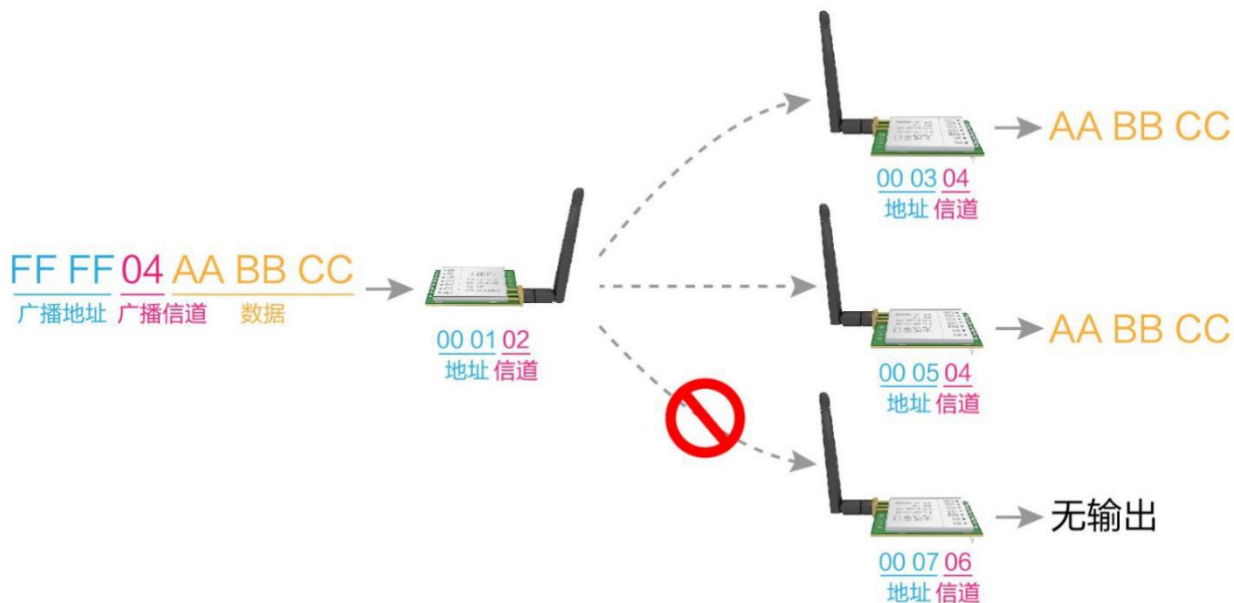 FF FF 04 AA BB CC
广播地址 广播信道 数据
00 01 02
地址 信道
AA BB CC
00 03 04
地址 信道
AA BB CC
00 05 04
地址 信道
无输出
00 07 06
地址 信道